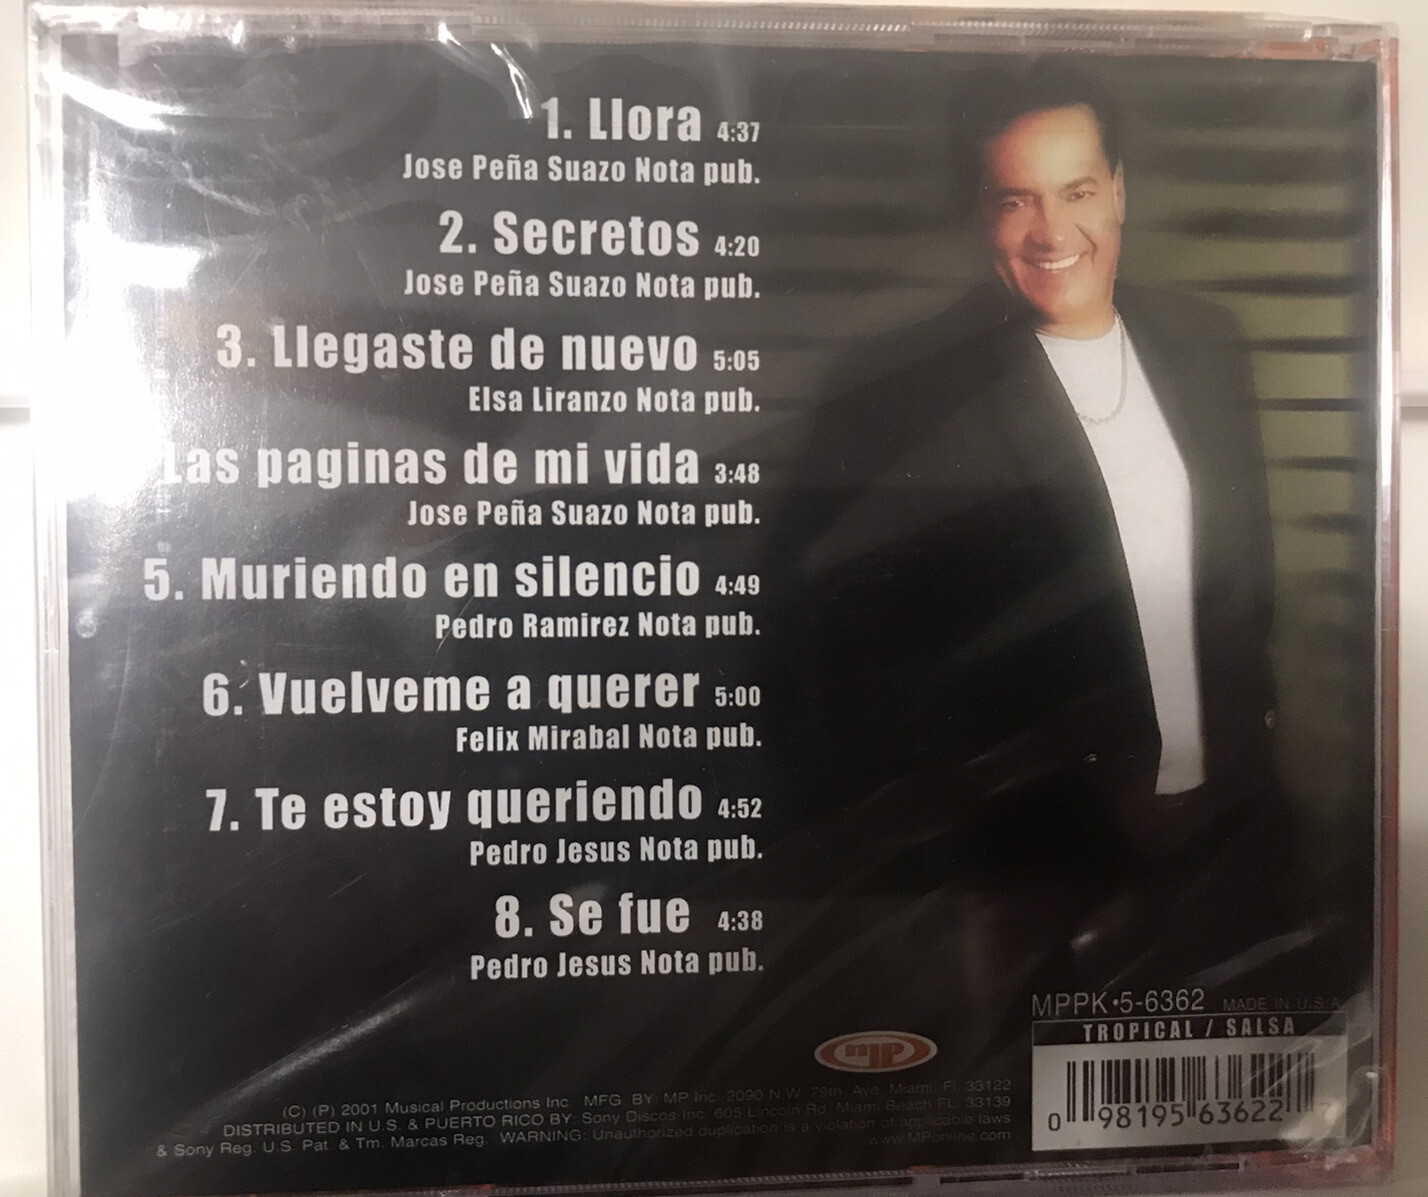 1. Llora 4:37
Jose Peña Suazo Nota pub.
2. Secretos 4:20
Jose Peña Suazo Nota pub.
3. Llegaste de nuevo 5:05
Elsa Liranzo Nota pub.
Las paginas de mi vida 3:48
Jose Peña Suazo Nota pub.
5. Muriendo en silencio 4:49
Pedro Ramirez Nota pub.
6. Vuelveme a querer 5:00
Felix Mirabal Nota pub.
7. Te estoy queriendo 4:52
Pedro Jesus Nota pub.
8. Se fue 4:38
Pedro Jesus Nota pub.
MPPK•5-6362 MADE IN U.S.A.
TROPICAL / SALSA
MP
(C) (P) 2001 Musical Productions Inc. MFG. BY: MP Inc. 2090 N.W. 79th Ave. Miami, FL. 33122
DISTRIBUTED IN U.S. & PUERTO RICO BY: Sony Discos Inc. 605 Lincoln Rd. Miami Beach FL. 33139
& Sony Reg. U.S. Pat. & Tm. Marcas Reg. WARNING: Unauthorized duplication is a violation of applicable laws
www.MPonline.com
0 98195 63622